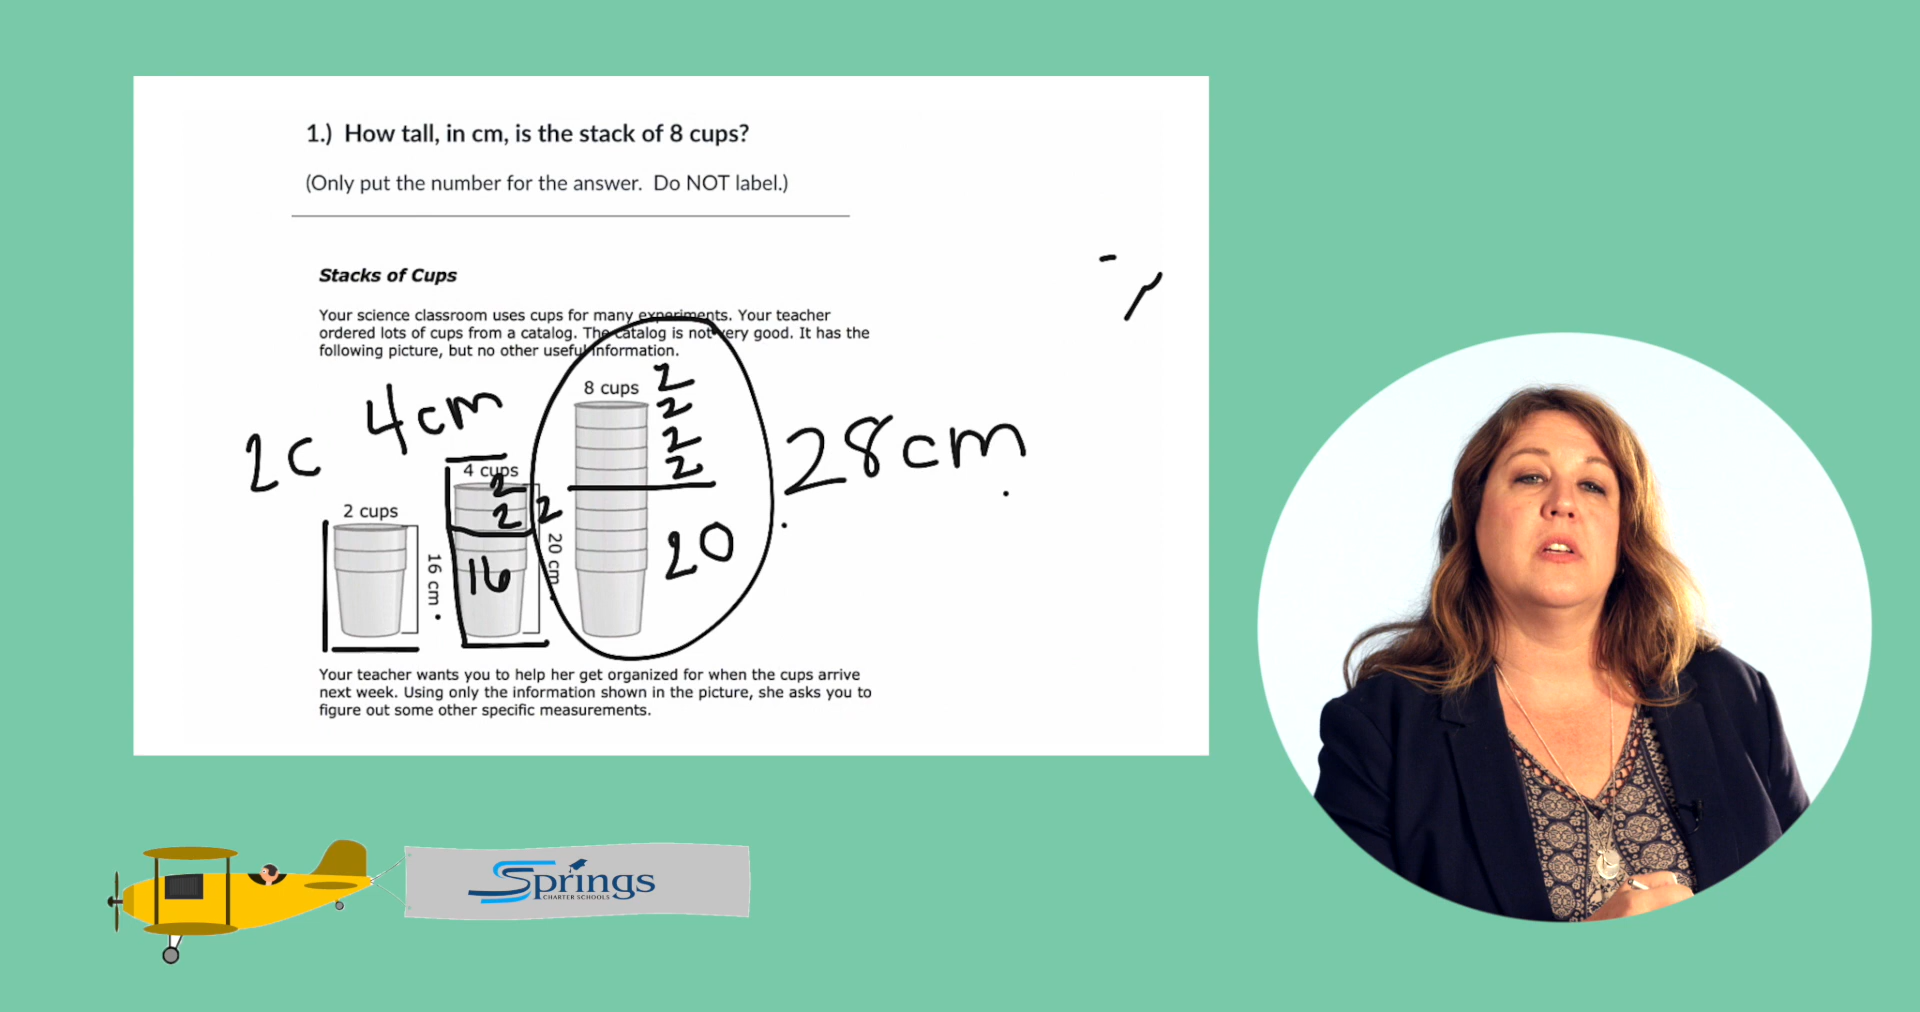 1.) How tall, in cm, is the stack of 8 cups?
(Only put the number for the answer. Do NOT label.)
Stacks of Cups
Your science classroom uses cups for many experiments. Your teacher
ordered lots of cups from a catalog. The catalog is not very good. It has the
following picture, but no other useful information.
2c
4cm
2 cups
16 cm
4 cups
2
2
2
16
20 cm
8 cups
2
2
2
2
20
28cm
Your teacher wants you to help her get organized for when the cups arrive
next week. Using only the information shown in the picture, she asks you to
figure out some other specific measurements.
Springs
CHARTER SCHOOLS